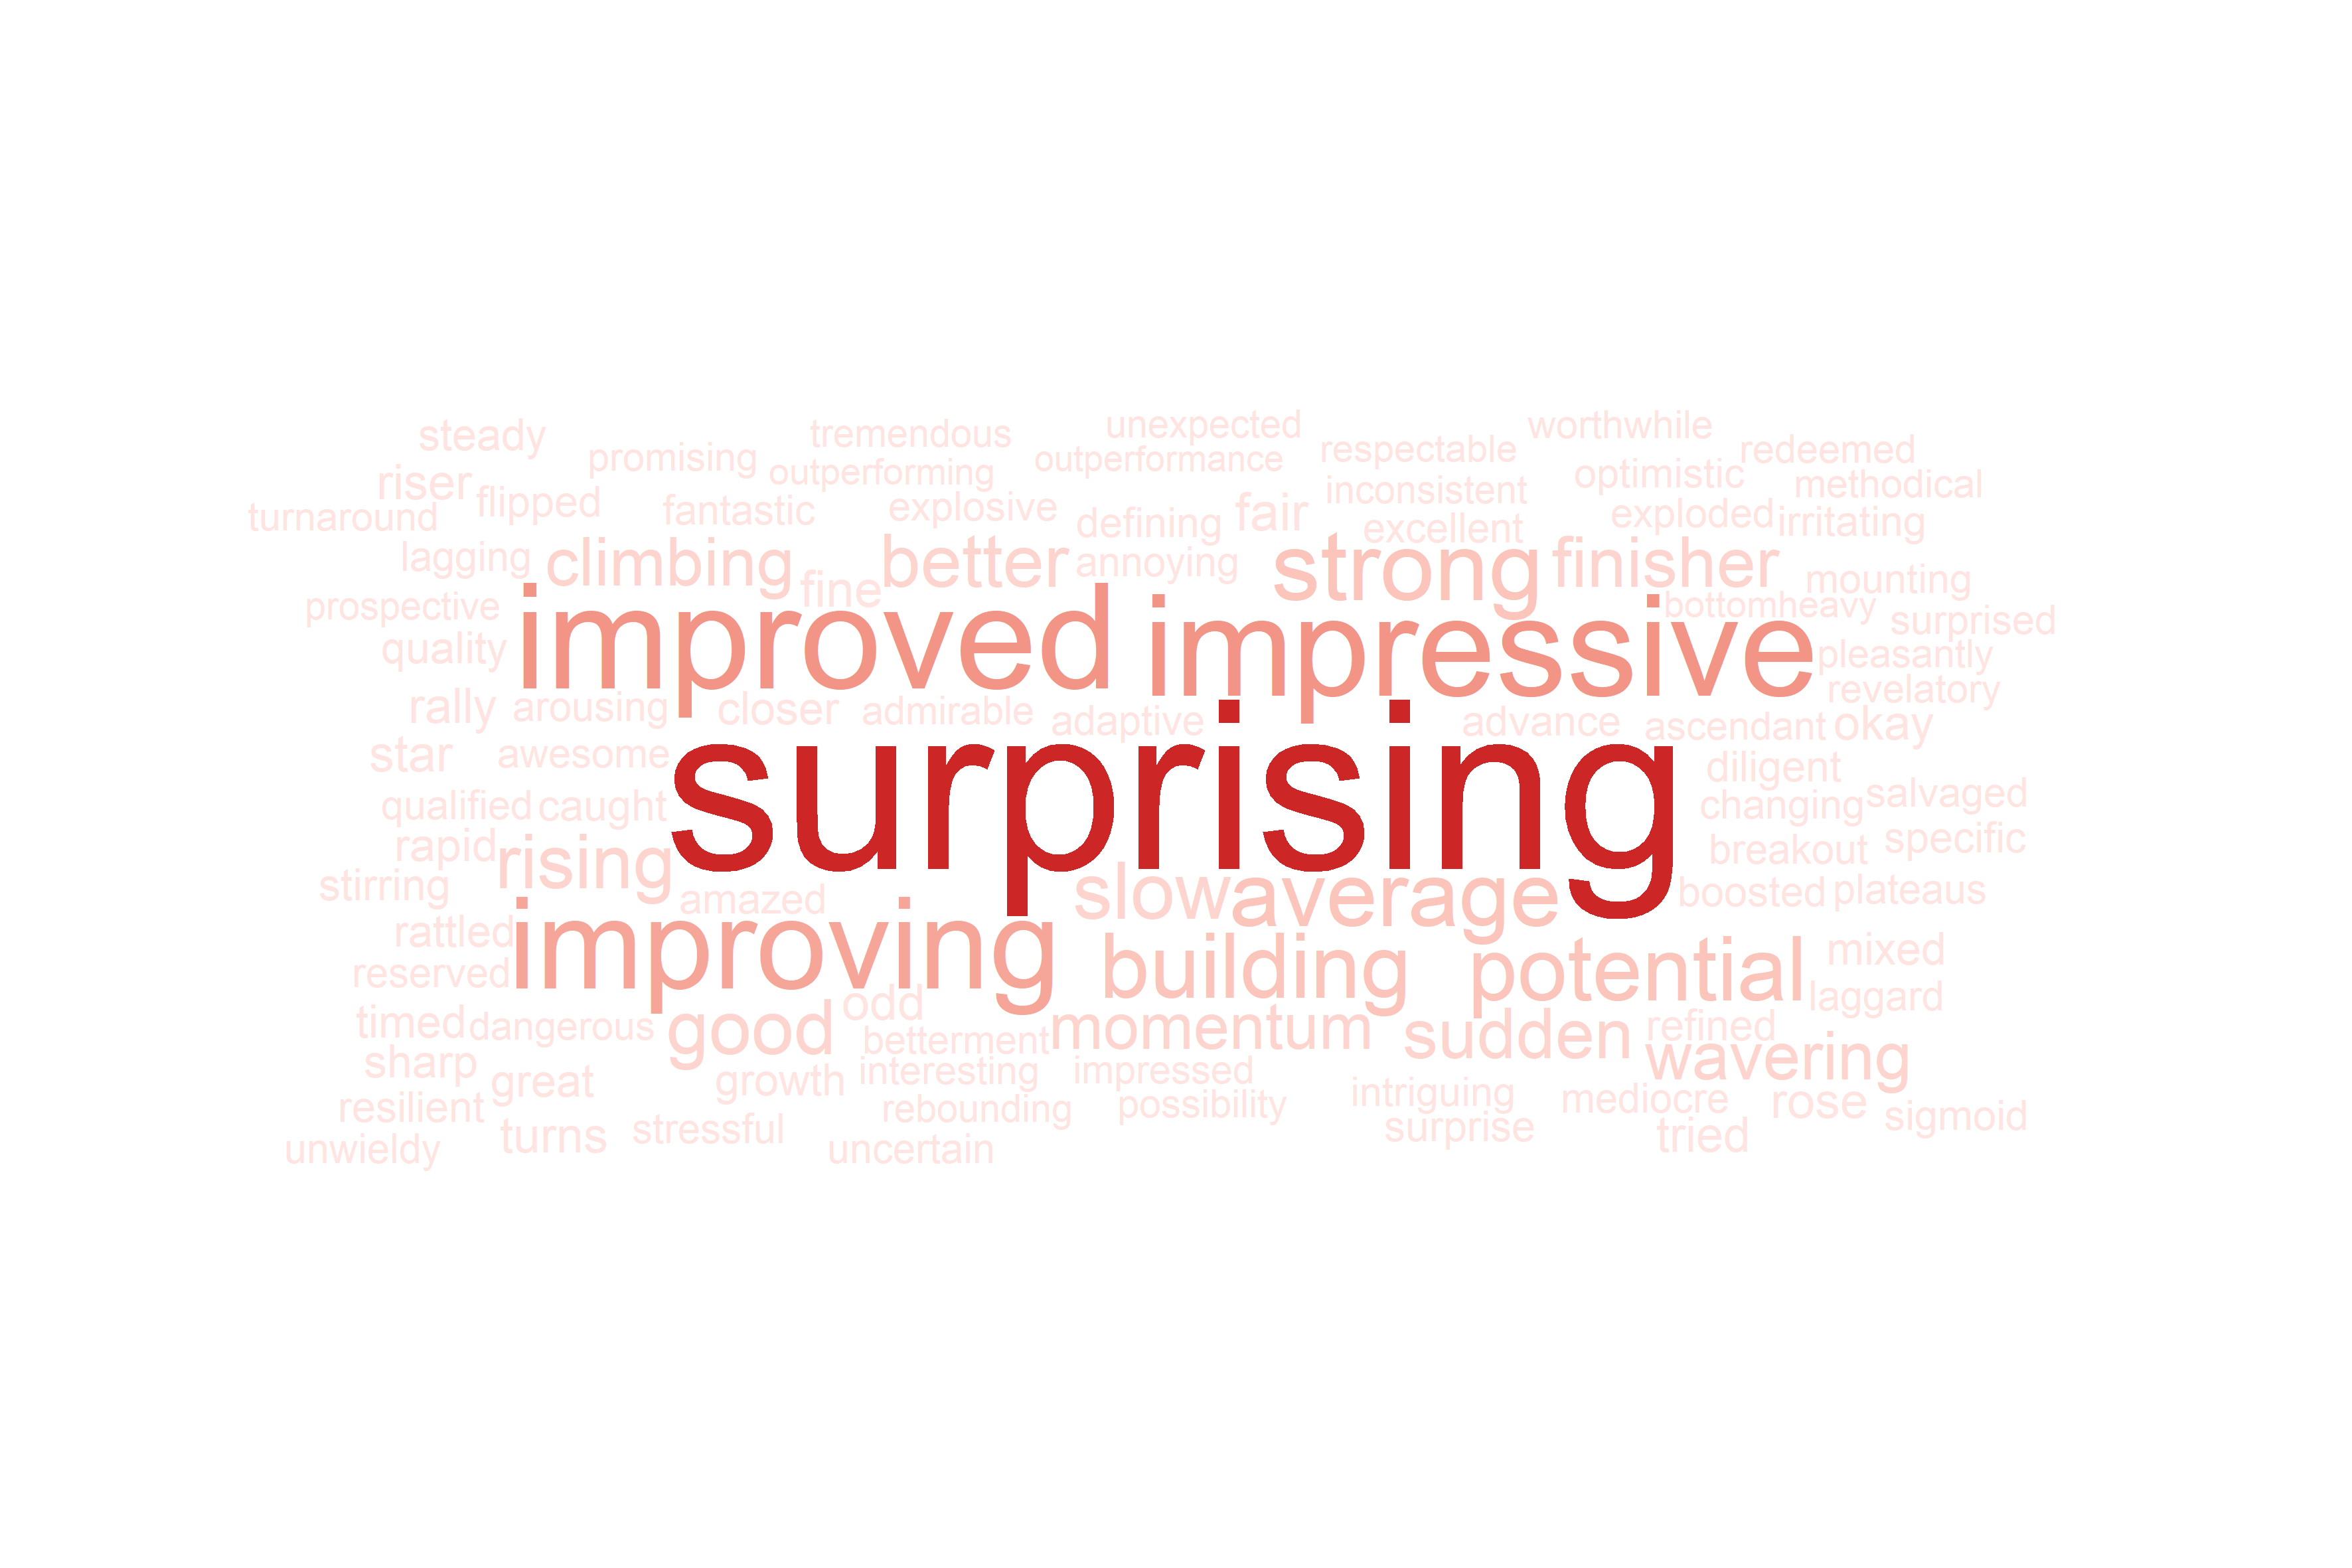 unexpected
worthwhile
steady
tremendous
respectable
redeemed
promising
outperforming
outperformance
optimistic
methodical
riser
flipped
fantastic
explosive
inconsistent
turnaround
defining
fair
excellent
exploded
irritating
lagging
climbing
fine
better
annoying
strong
finisher
mounting
prospective
bottomheavy
surprised
quality
improved
impressive
pleasantly
revelatory
rally
arousing
closer
admirable
adaptive
advance
ascendant
okay
star
awesome
surprising
diligent
qualified
caught
changing
salvaged
rapid
rising
breakout
specific
stirring
amazed
slow
average
boosted
plateaus
rattled
improving
building
potential
mixed
reserved
odd
laggard
timed
dangerous
good
betterment
momentum
sudden
refined
wavering
sharp
great
growth
interesting
impressed
intriguing
mediocre
rose
resilient
rebounding
possibility
sigmoid
turns
stressful
surprise
tried
unwieldy
uncertain